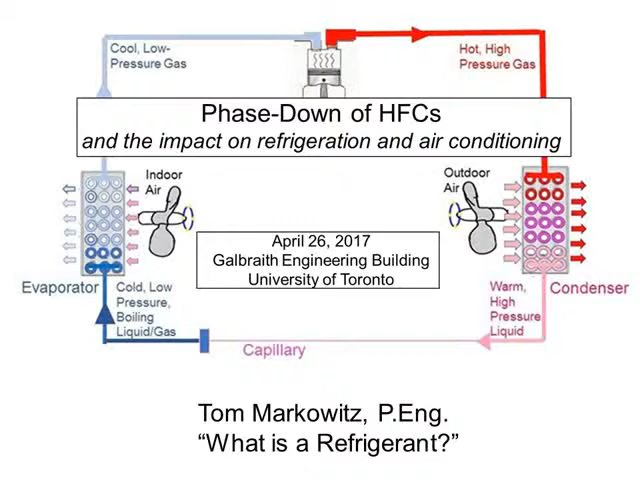 Cool, Low-
Pressure Gas
Hot, High
Pressure Gas
Phase-Down of HFCs
and the impact on refrigeration and air conditioning
Indoor
Air
Outdoor
Air
April 26, 2017
Galbraith Engineering Building
University of Toronto
Evaporator
Cold, Low
Pressure,
Boiling
Liquid/Gas
Warm,
High
Pressure
Liquid
Condenser
Capillary
Tom Markowitz, P.Eng.
“What is a Refrigerant?”